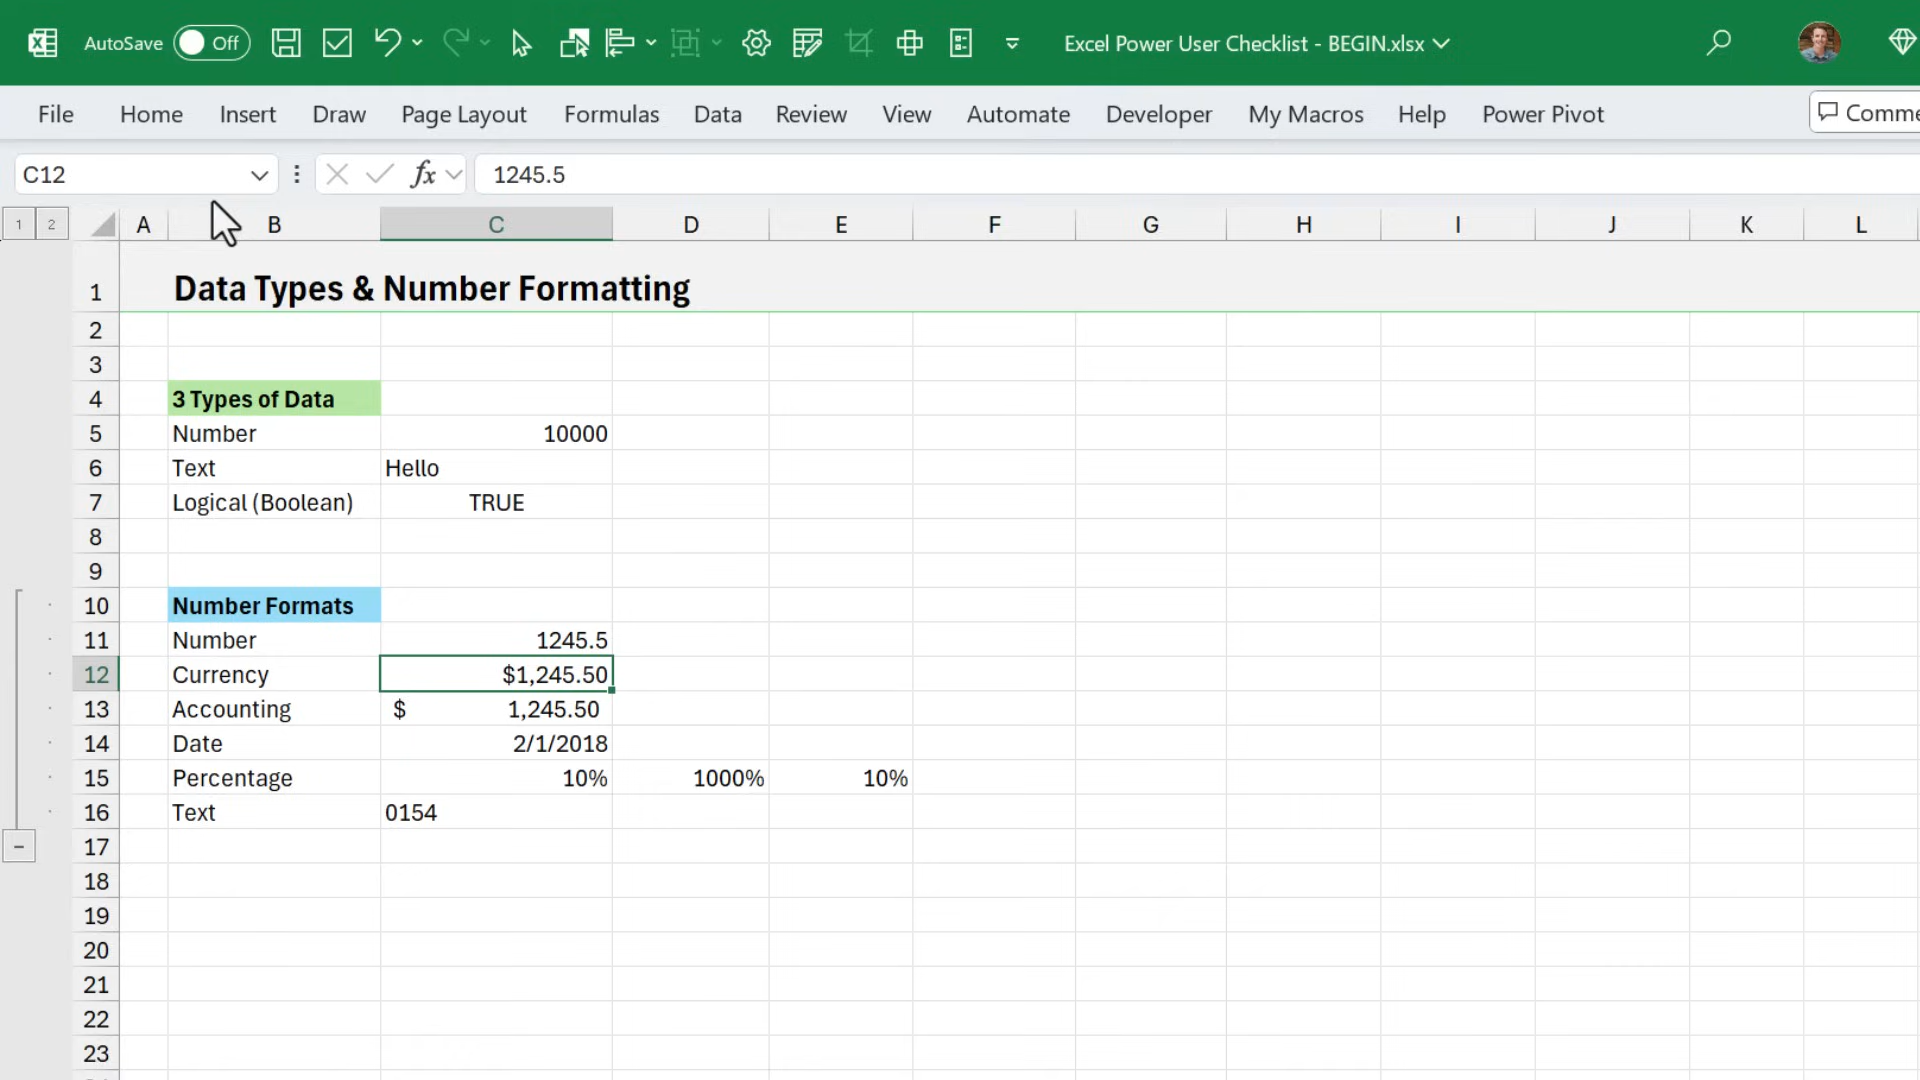 AutoSave Off Excel Power User Checklist - BEGIN.xlsx
File Home Insert Draw Page Layout Formulas Data Review View Automate Developer My Macros Help Power Pivot Comme
C12 fx 1245.5
1 2 A B C D E F G H I J K L
1 Data Types & Number Formatting
2
3
4 3 Types of Data
5 Number 10000
6 Text Hello
7 Logical (Boolean) TRUE
8
9
10 Number Formats
11 Number 1245.5
12 Currency $1,245.50
13 Accounting $ 1,245.50
14 Date 2/1/2018
15 Percentage 10% 1000% 10%
16 Text 0154
17
18
19
20
21
22
23